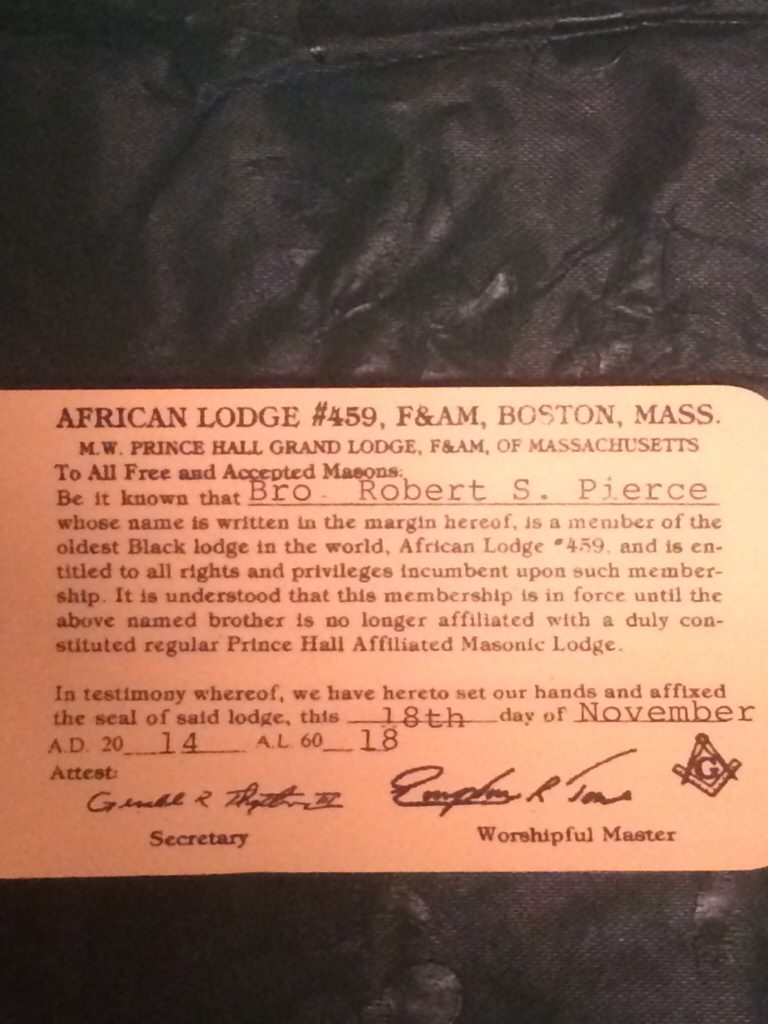 AFRICAN LODGE #459, F&AM, BOSTON, MASS.
M.W. PRINCE HALL GRAND LODGE, F&AM, OF MASSACHUSETTS
To All Free and Accepted Masons:
Be it known that Bro. Robert S. Pierce
whose name is written in the margin hereof, is a member of the
oldest Black lodge in the world, African Lodge #459. and is en-
titled to all rights and privileges incumbent upon such member-
ship. It is understood that this membership is in force until the
above named brother is no longer affiliated with a duly con-
stituted regular Prince Hall Affiliated Masonic Lodge.
In testimony whereof, we have hereto set our hands and affixed
the seal of said lodge, this 18th day of November
A.D. 20 14 A.L. 60 18
Attest:
G
Secretary Worshipful Master